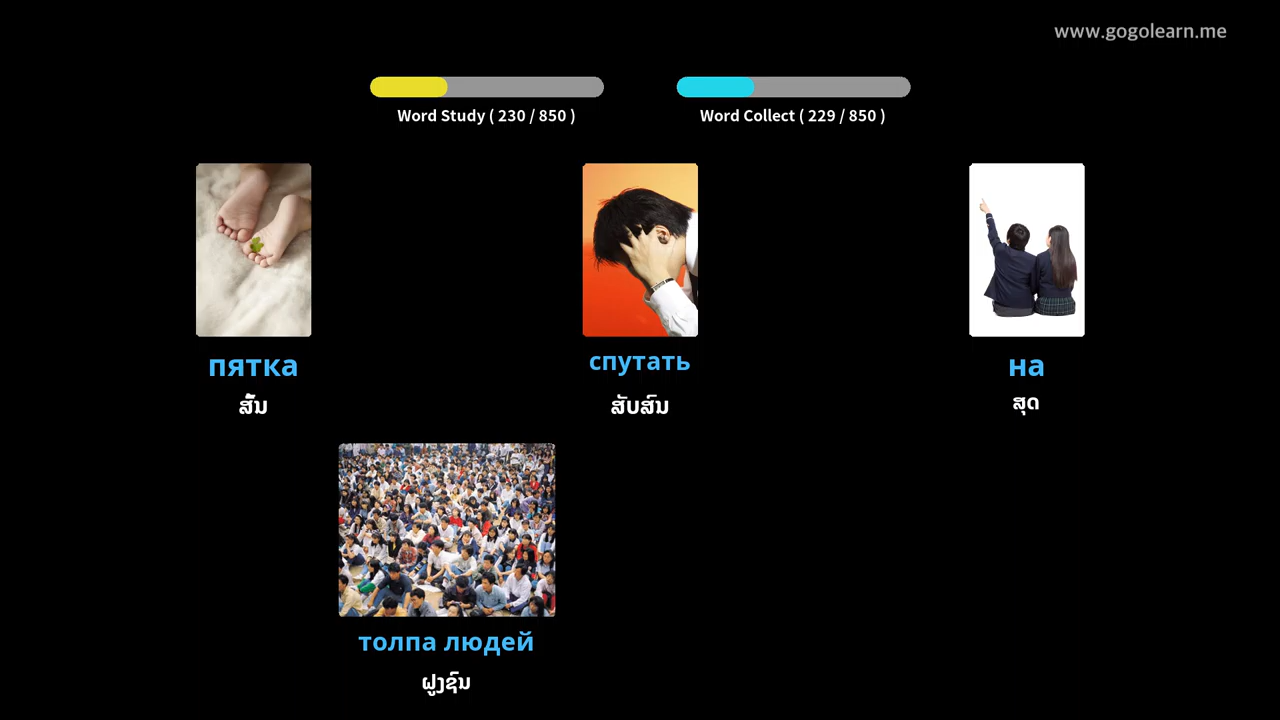 www.gogolearn.me
Word Study ( 230 / 850 )
Word Collect ( 229 / 850 )
пятка
спутать
на
ສົ້ນ
ສັບສົນ
ສຸດ
толпа людей
ຝູງຊົນ